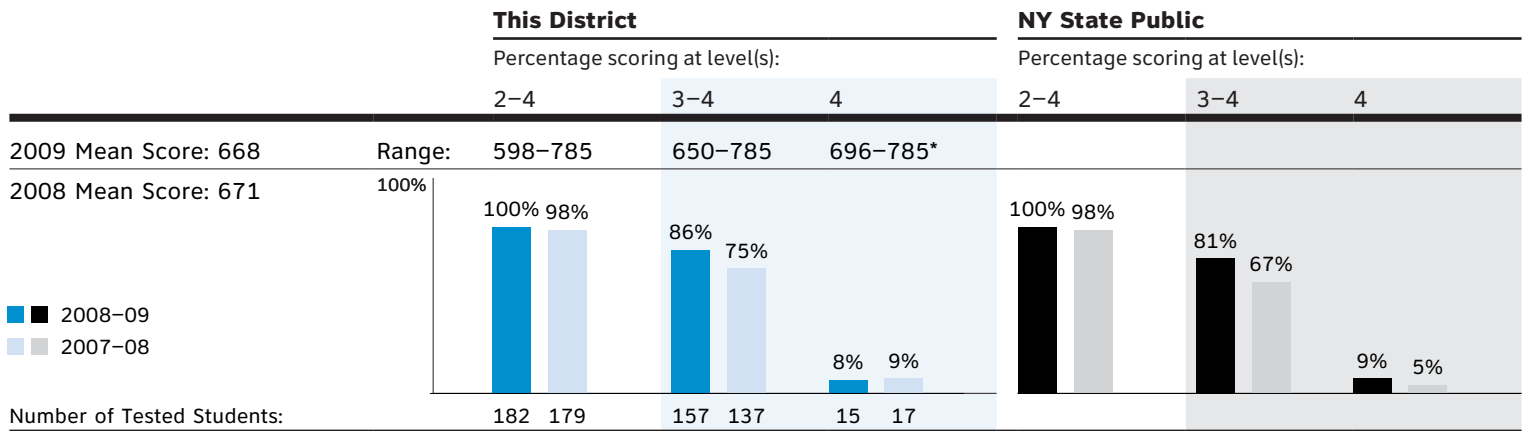 This District NY State Public
Percentage scoring at level(s): Percentage scoring at level(s):
2–4 3–4 4 2–4 3–4 4
2009 Mean Score: 668 Range: 598–785 650–785 696–785*
2008 Mean Score: 671 100%
100% 98% 86% 75% 8% 9% 100% 98% 81% 67% 9% 5%
2008–09
2007–08
Number of Tested Students: 182 179 157 137 15 17